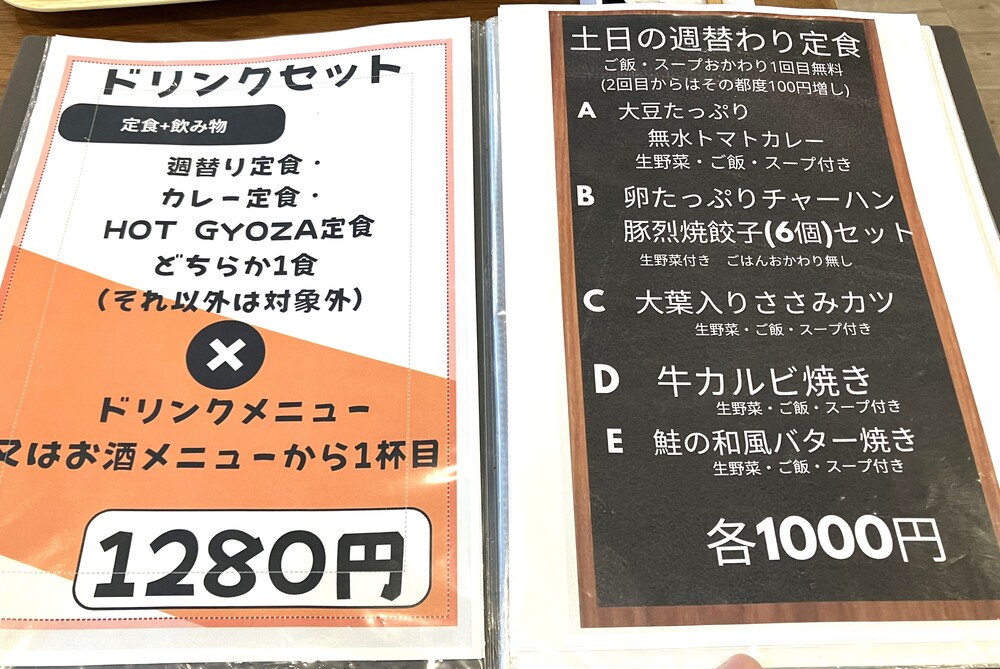 ドリンクセット
定食+飲み物
週替り定食・
カレー定食・
HOT GYOZA定食
どちらか1食
(それ以外は対象外)
×
ドリンクメニュー
又はお酒メニューから1杯目
1280円
土日の週替わり定食
ご飯・スープおかわり1回目無料
(2回目からはその都度100円増し)
A 大豆たっぷり
無水トマトカレー
生野菜・ご飯・スープ付き
B 卵たっぷりチャーハン
豚烈焼餃子(6個)セット
生野菜付き ごはんおかわり無し
C 大葉入りささみカツ
生野菜・ご飯・スープ付き
D 牛カルビ焼き
生野菜・ご飯・スープ付き
E 鮭の和風バター焼き
生野菜・ご飯・スープ付き
各1000円